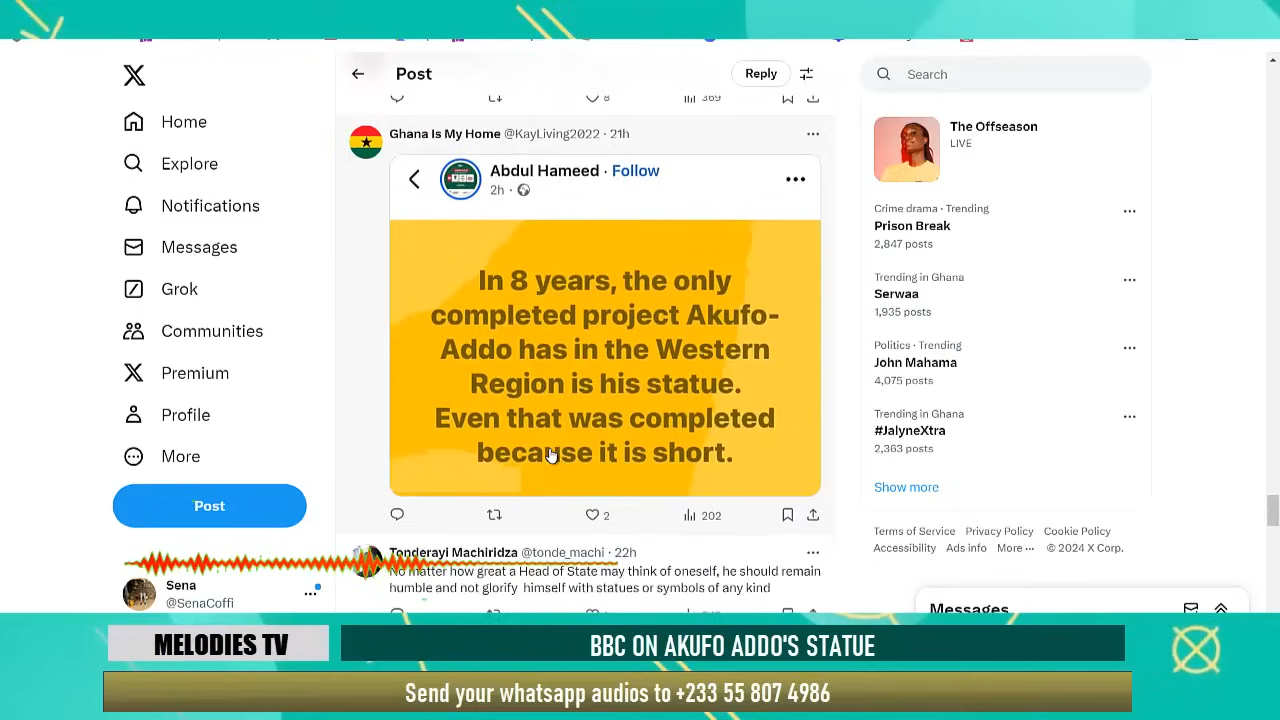 Post
Reply
Search
8
369
Ghana Is My Home @KayLiving2022 · 21h
Abdul Hameed · Follow
2h ·
In 8 years, the only
completed project Akufo-
Addo has in the Western
Region is his statue.
Even that was completed
because it is short.
2
202
Tonderayi Machiridza @tonde_machi · 22h
No matter how great a Head of State may think of oneself, he should remain
humble and not glorify himself with statues or symbols of any kind
Home
Explore
Notifications
Messages
Grok
Communities
Premium
Profile
More
Post
Sena
@SenaCoffi
The Offseason
LIVE
Crime drama · Trending
Prison Break
2,847 posts
Trending in Ghana
Serwaa
1,935 posts
Politics · Trending
John Mahama
4,075 posts
Trending in Ghana
#JalyneXtra
2,363 posts
Show more
Terms of Service Privacy Policy Cookie Policy
Accessibility Ads info More ··· © 2024 X Corp.
Messages
MELODIES TV
BBC ON AKUFO ADDO'S STATUE
Send your whatsapp audios to +233 55 807 4986